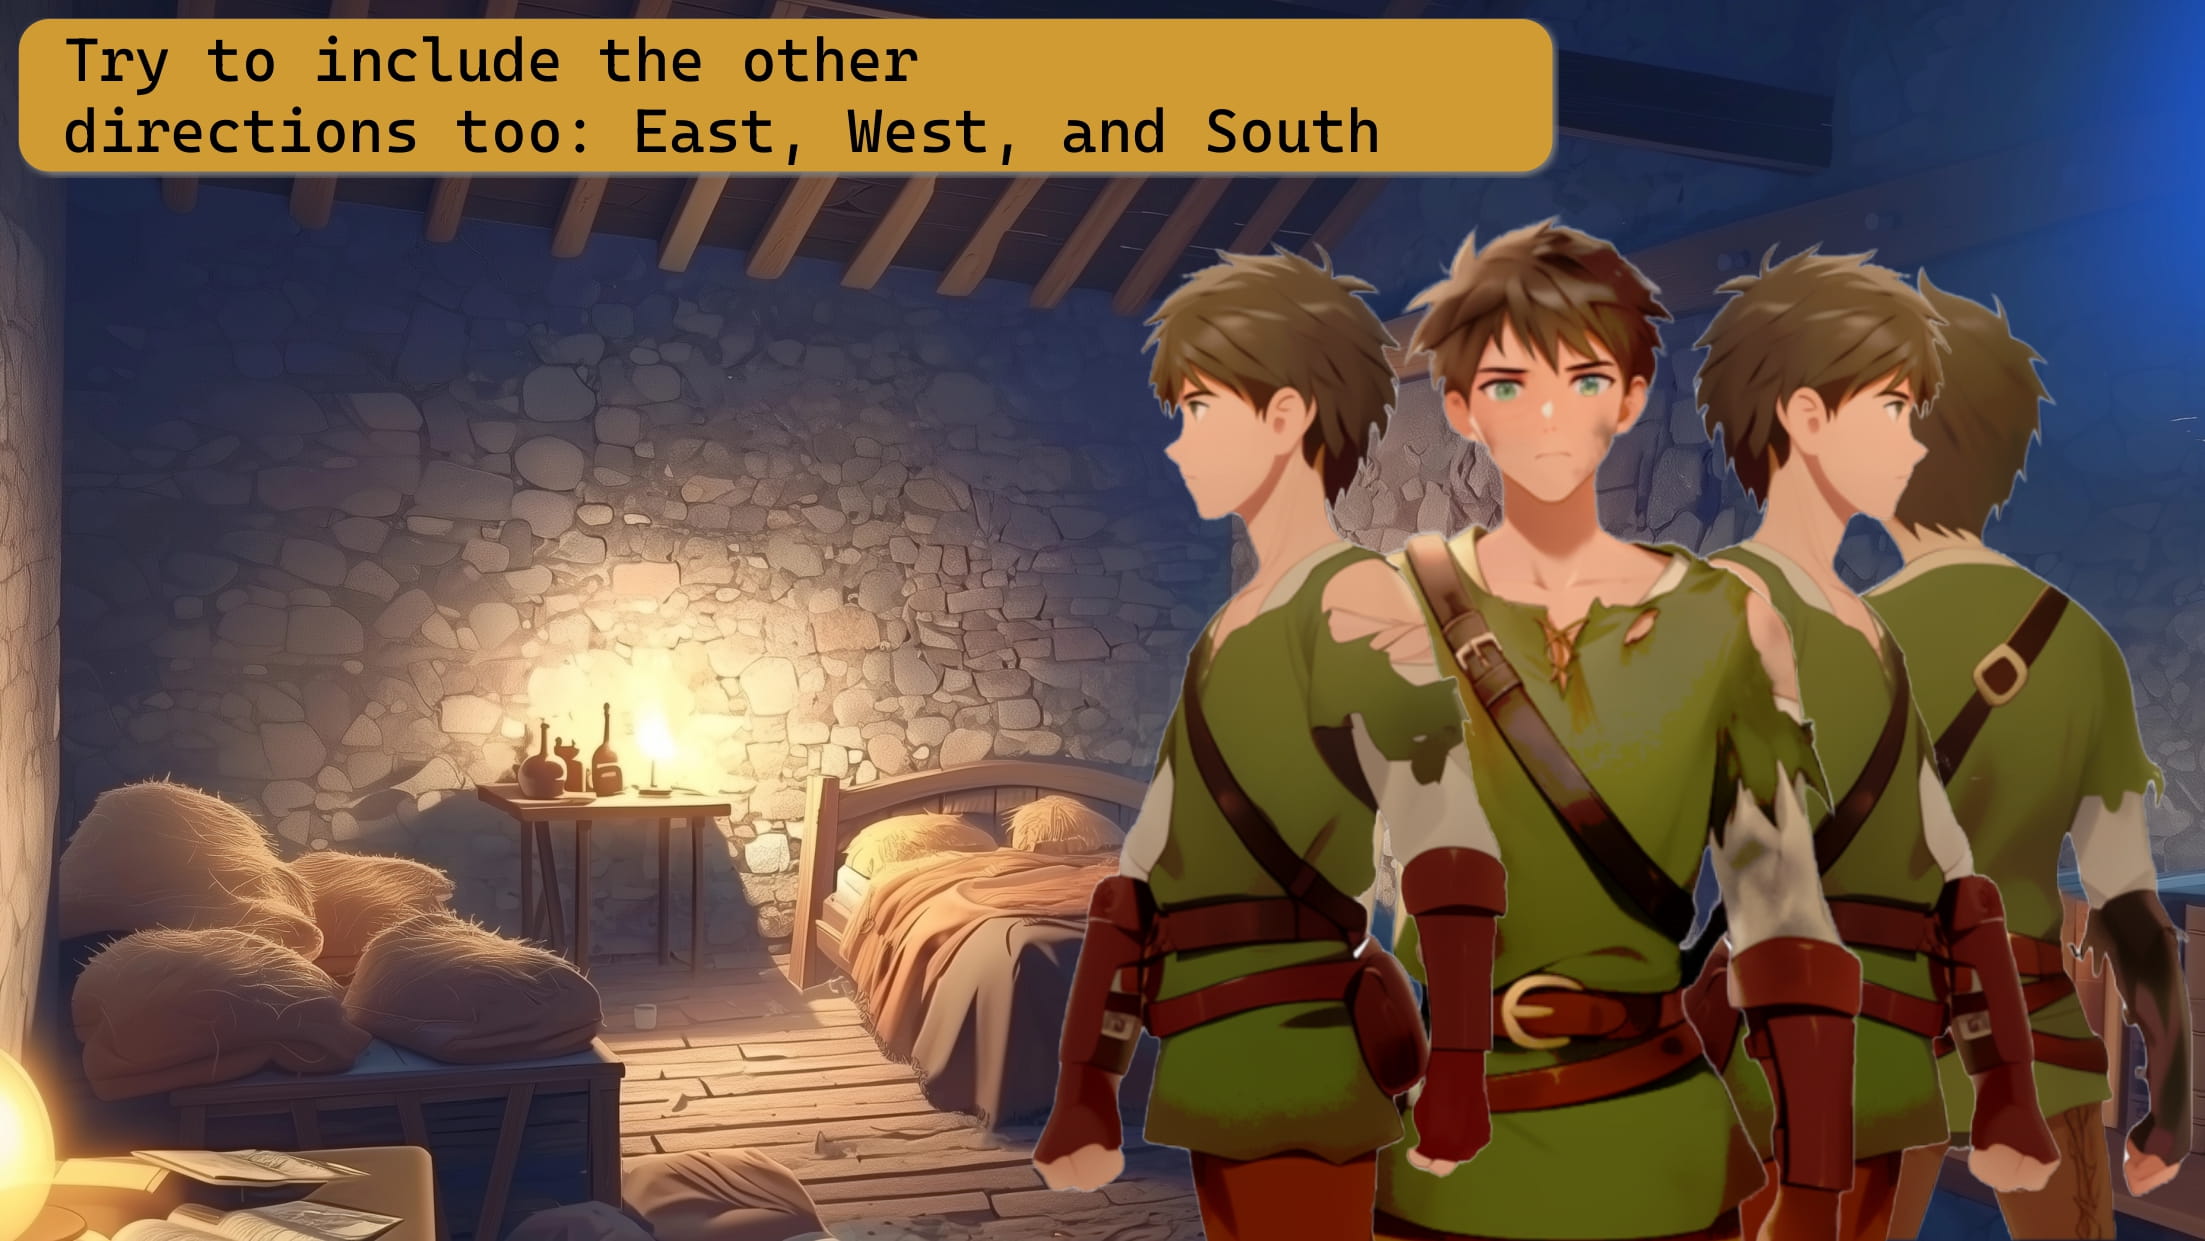 Try to include the other
directions too: East, West, and South